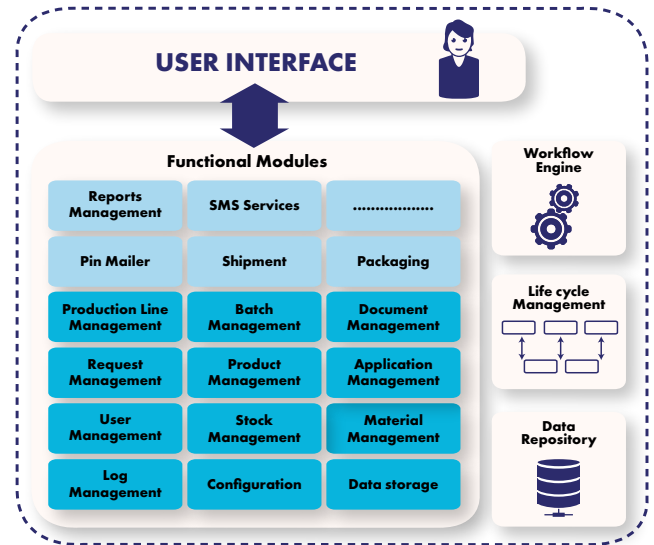 USER INTERFACE
Functional Modules
Reports
Management
SMS Services
..................
Pin Mailer
Shipment
Packaging
Production Line
Management
Batch
Management
Document
Management
Request
Management
Product
Management
Application
Management
User
Management
Stock
Management
Material
Management
Log
Management
Configuration
Data storage
Workflow
Engine
Life cycle
Management
Data
Repository